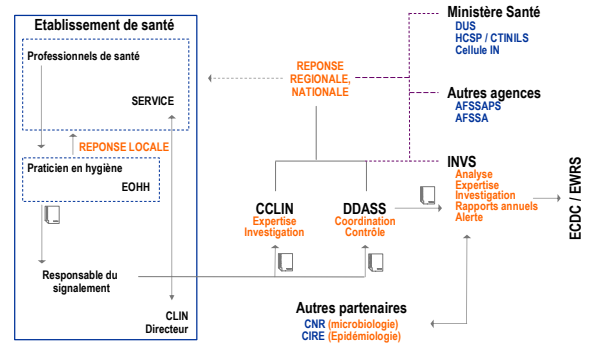 Etablissement de santé
Professionnels de santé
SERVICE
REPONSE LOCALE
Praticien en hygiène
EOHH
Responsable du
signalement
CLIN
Directeur
REPONSE
REGIONALE,
NATIONALE
CCLIN
Expertise
Investigation
DDASS
Coordination
Contrôle
Ministère Santé
DUS
HCSP / CTINILS
Cellule IN
Autres agences
AFSSAPS
AFSSA
INVS
Analyse
Expertise
Investigation
Rapports annuels
Alerte
ECDC / EWRS
Autres partenaires
CNR (microbiologie)
CIRE (Epidémiologie)